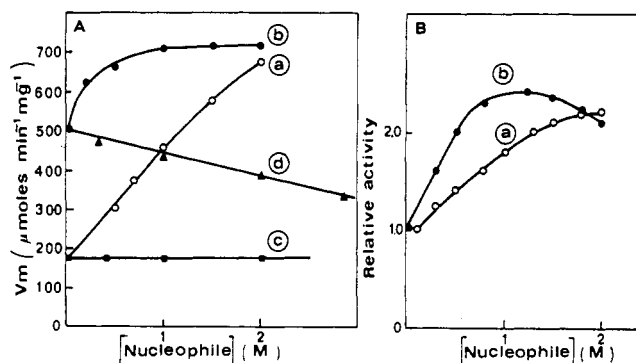 A
B
Vm (μmoles min⁻¹ mg⁻¹)
700
600
500
400
300
200
100
0
b
a
d
c
1
2
[Nucleophile] (M)
Relative activity
2.0
1.0
b
a
1
2
[Nucleophile] (M)